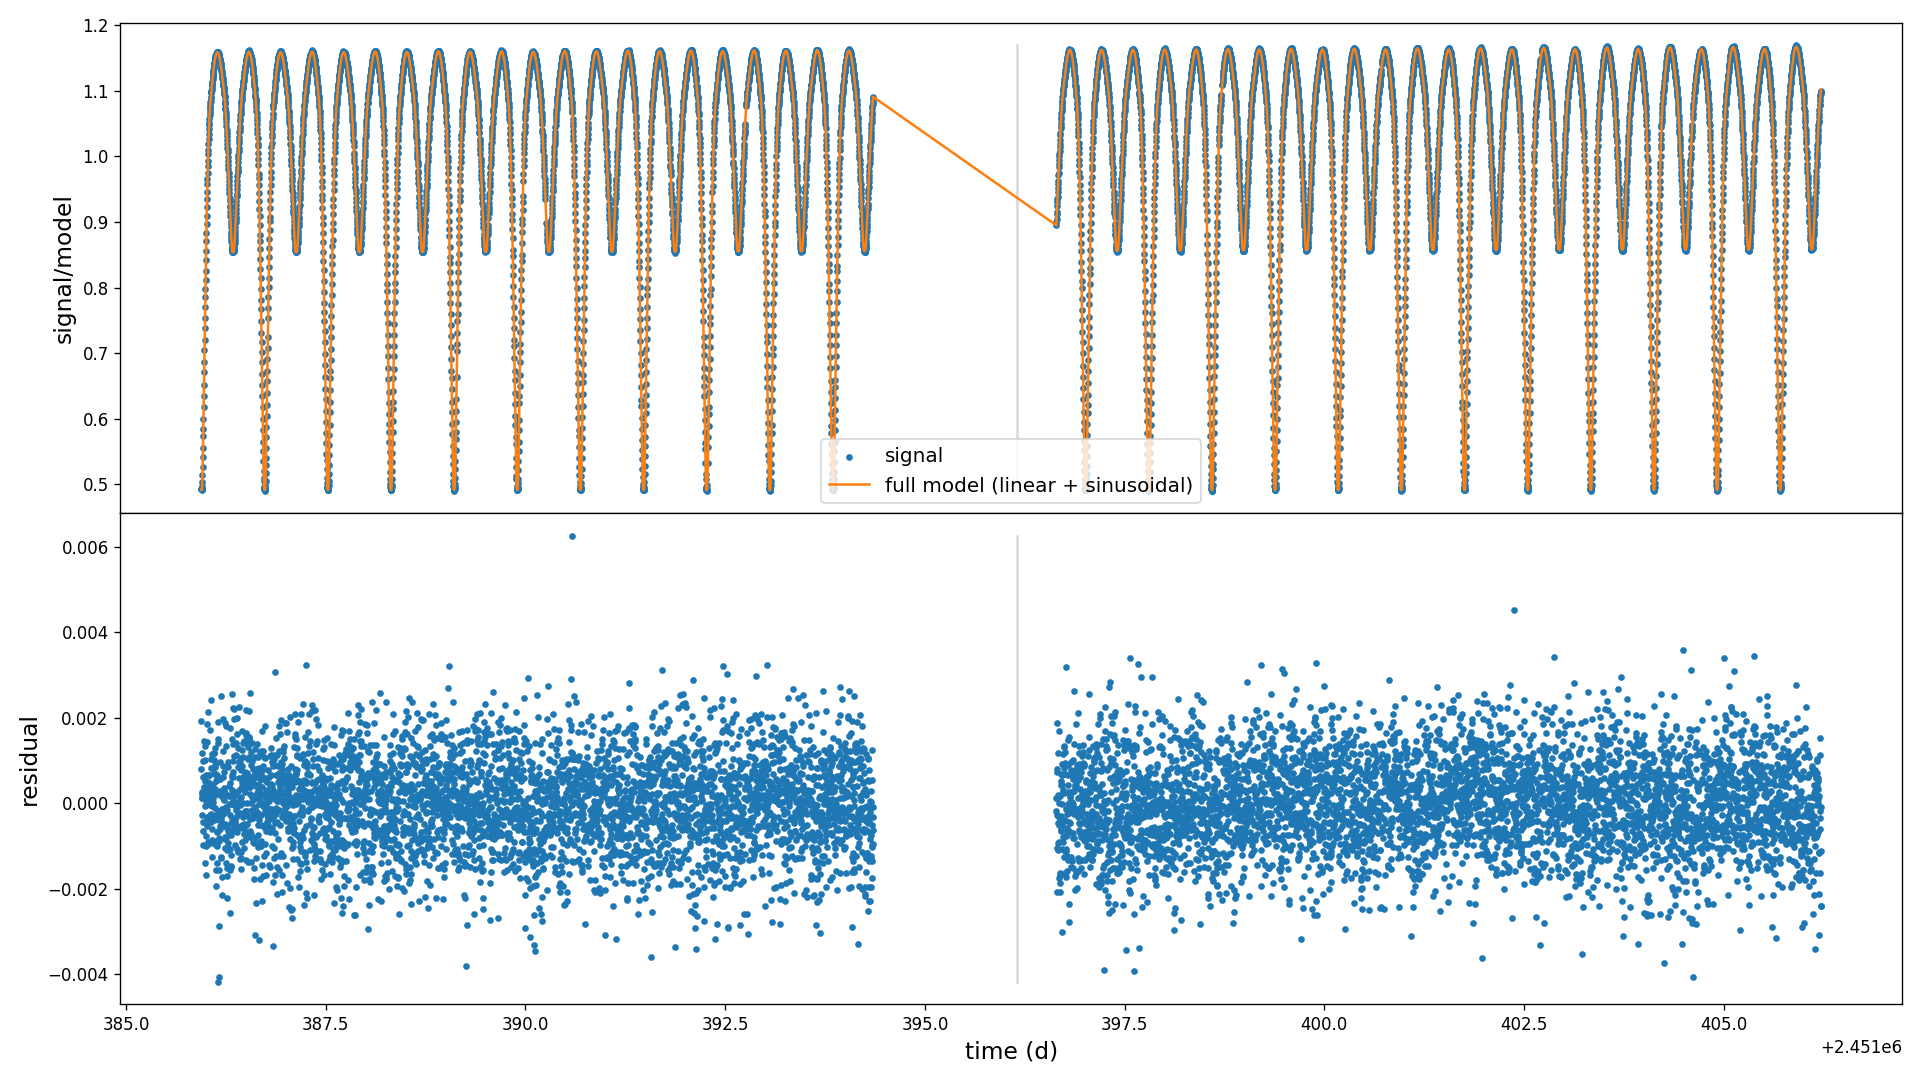 1.2
1.1
1.0
0.9
0.8
0.7
0.6
0.5
signal/model
signal
full model (linear + sinusoidal)
0.006
0.004
0.002
0.000
−0.002
−0.004
residual
385.0 387.5 390.0 392.5 395.0 397.5 400.0 402.5 405.0
time (d)
+2.451e6